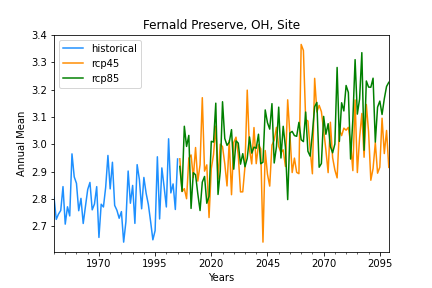 Fernald Preserve, OH, Site
historical
rcp45
rcp85
Annual Mean
3.4
3.3
3.2
3.1
3.0
2.9
2.8
2.7
1970 1995 2020 2045 2070 2095
Years